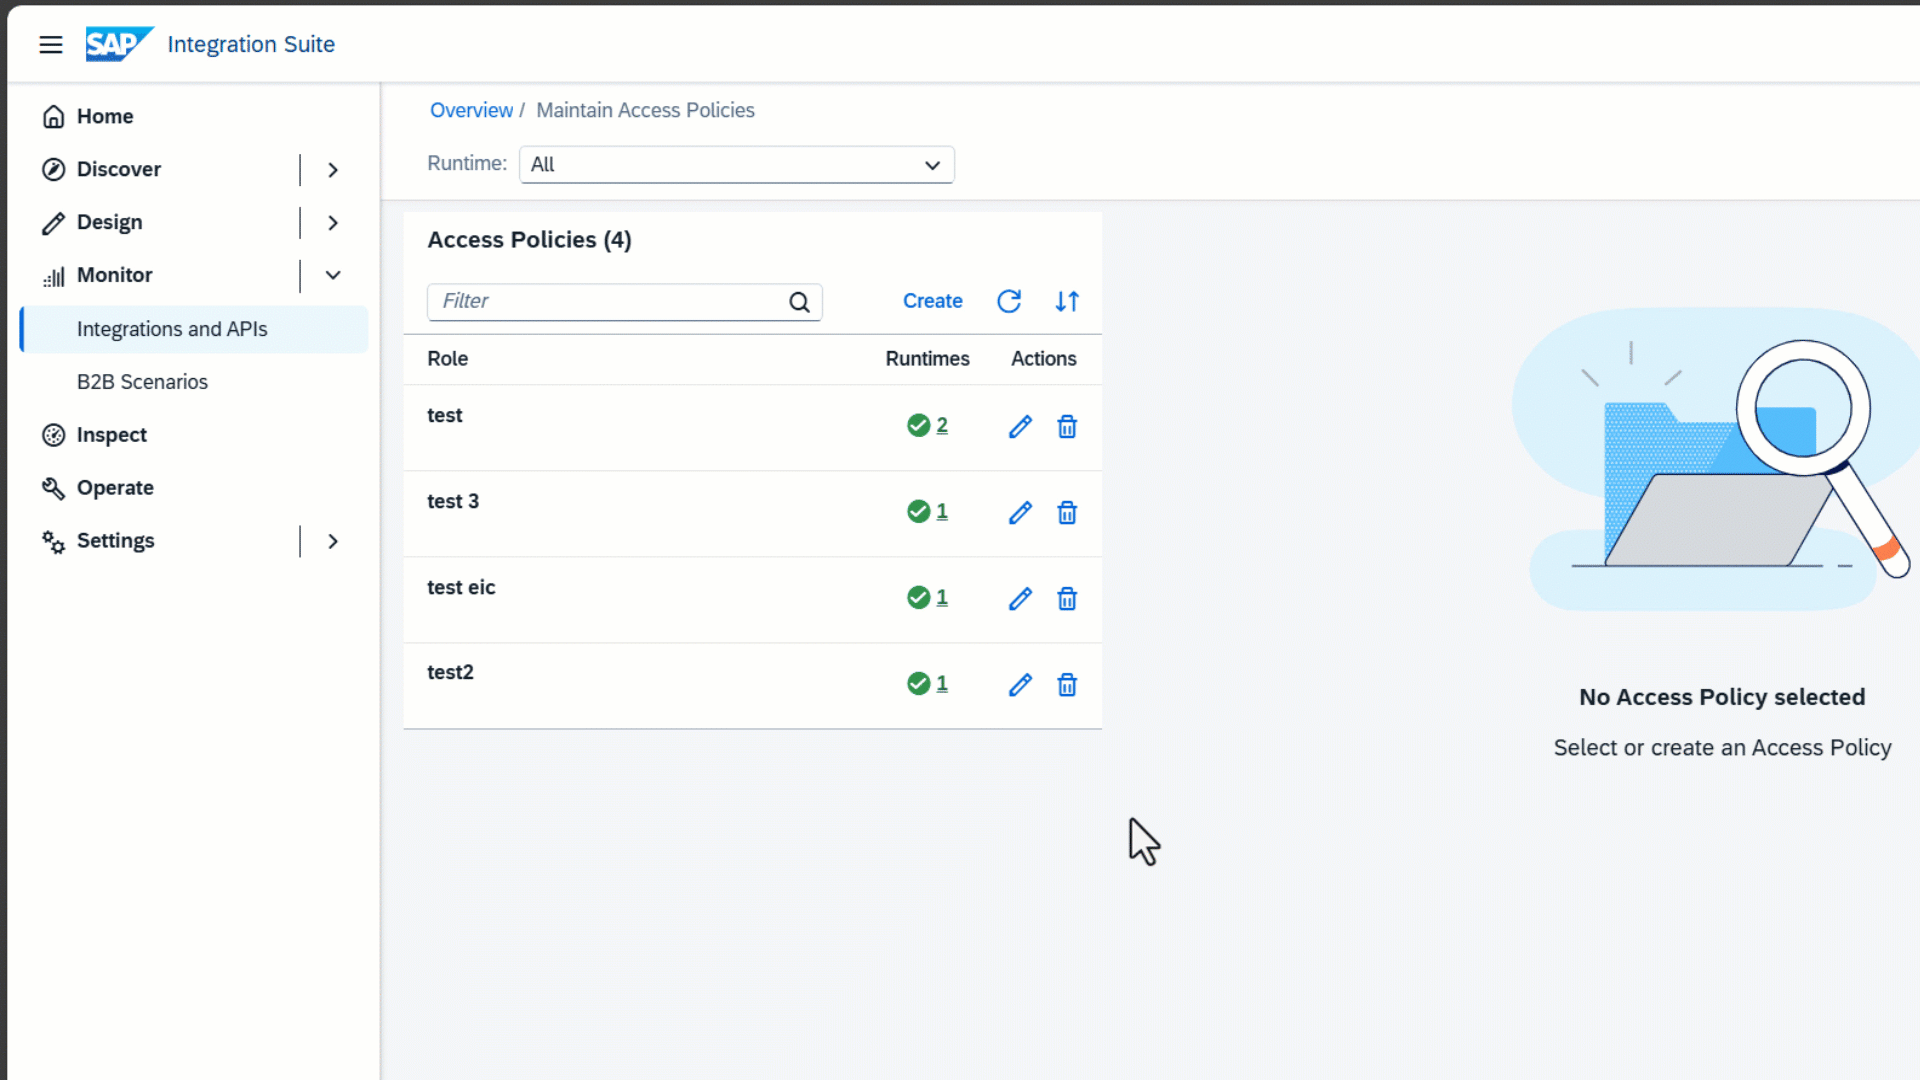 SAP Integration Suite
Home
Discover
Design
Monitor
Integrations and APIs
B2B Scenarios
Inspect
Operate
Settings
Overview / Maintain Access Policies
Runtime: All
Access Policies (4)
Filter
Create
Role Runtimes Actions
test 2
test 3 1
test eic 1
test2 1
No Access Policy selected
Select or create an Access Policy